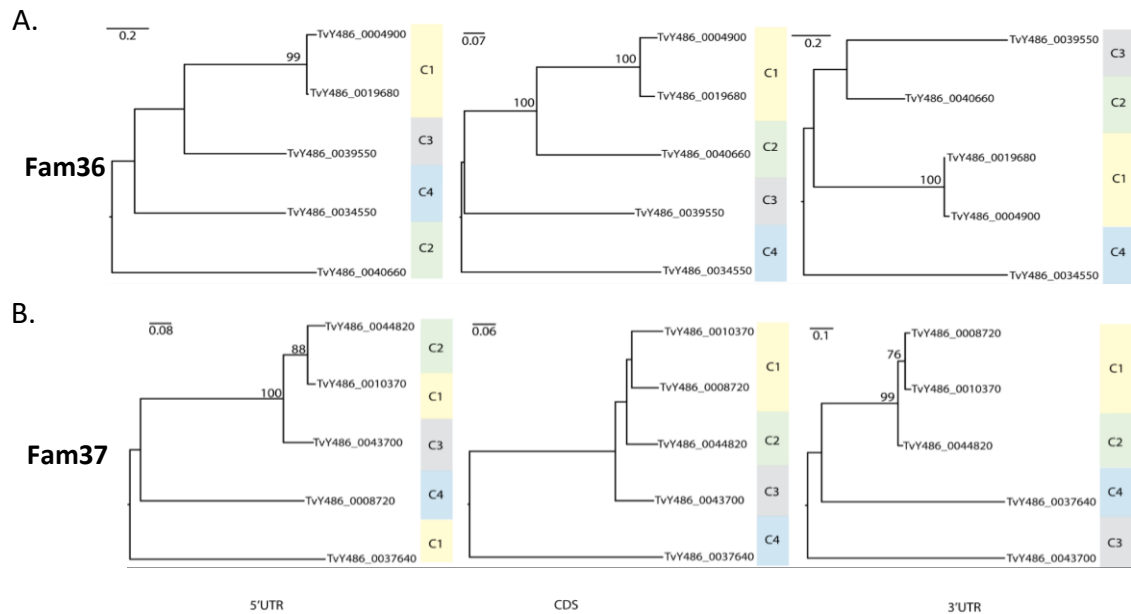 A.
0.2
99
TvY486_0004900
TvY486_0019680
TvY486_0039550
TvY486_0034550
TvY486_0040660
C1
C3
C4
C2
0.07
100
100
TvY486_0004900
TvY486_0019680
TvY486_0040660
TvY486_0039550
TvY486_0034550
C1
C2
C3
C4
0.2
100
TvY486_0039550
TvY486_0040660
TvY486_0019680
TvY486_0004900
TvY486_0034550
C3
C2
C1
C4
Fam36
B.
0.08
88
100
TvY486_0044820
TvY486_0010370
TvY486_0043700
TvY486_0008720
TvY486_0037640
C2
C1
C3
C4
C1
0.06
TvY486_0010370
TvY486_0008720
TvY486_0044820
TvY486_0043700
TvY486_0037640
C1
C2
C3
C4
0.1
76
99
TvY486_0008720
TvY486_0010370
TvY486_0044820
TvY486_0037640
TvY486_0043700
C1
C2
C4
C3
Fam37
5'UTR
CDS
3'UTR